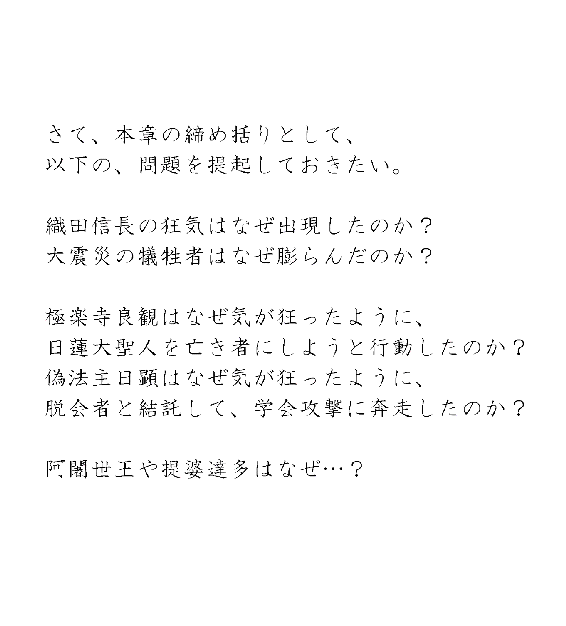 さて、本章の締め括りとして、
以下の、問題を提起しておきたい。
織田信長の狂気はなぜ出現したのか？
大震災の犠牲者はなぜ膨らんだのか？
極楽寺良観はなぜ気が狂ったように、
日蓮大聖人を亡き者にしようと行動したのか？
偽法主日顕はなぜ気が狂ったように、
脱会者と結託して、学会攻撃に奔走したのか？
阿闍世王や提婆達多はなぜ…？